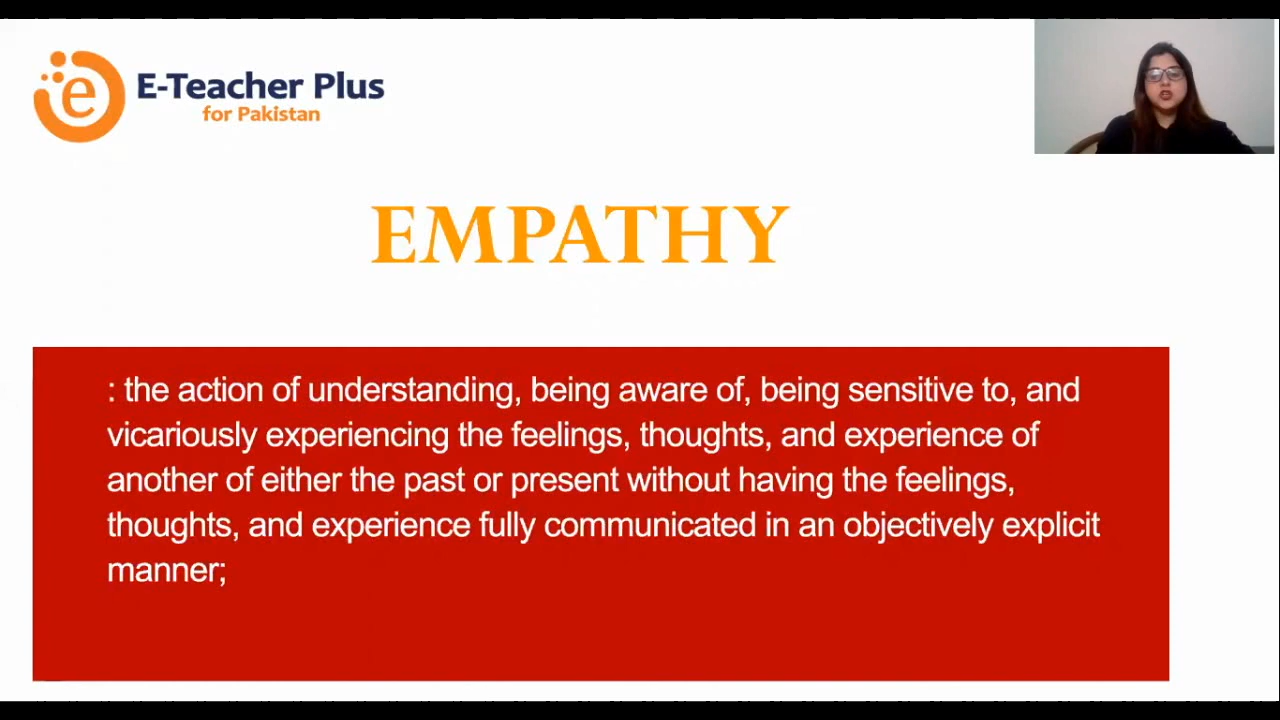 E-Teacher Plus
for Pakistan
EMPATHY
: the action of understanding, being aware of, being sensitive to, and
vicariously experiencing the feelings, thoughts, and experience of
another of either the past or present without having the feelings,
thoughts, and experience fully communicated in an objectively explicit
manner;